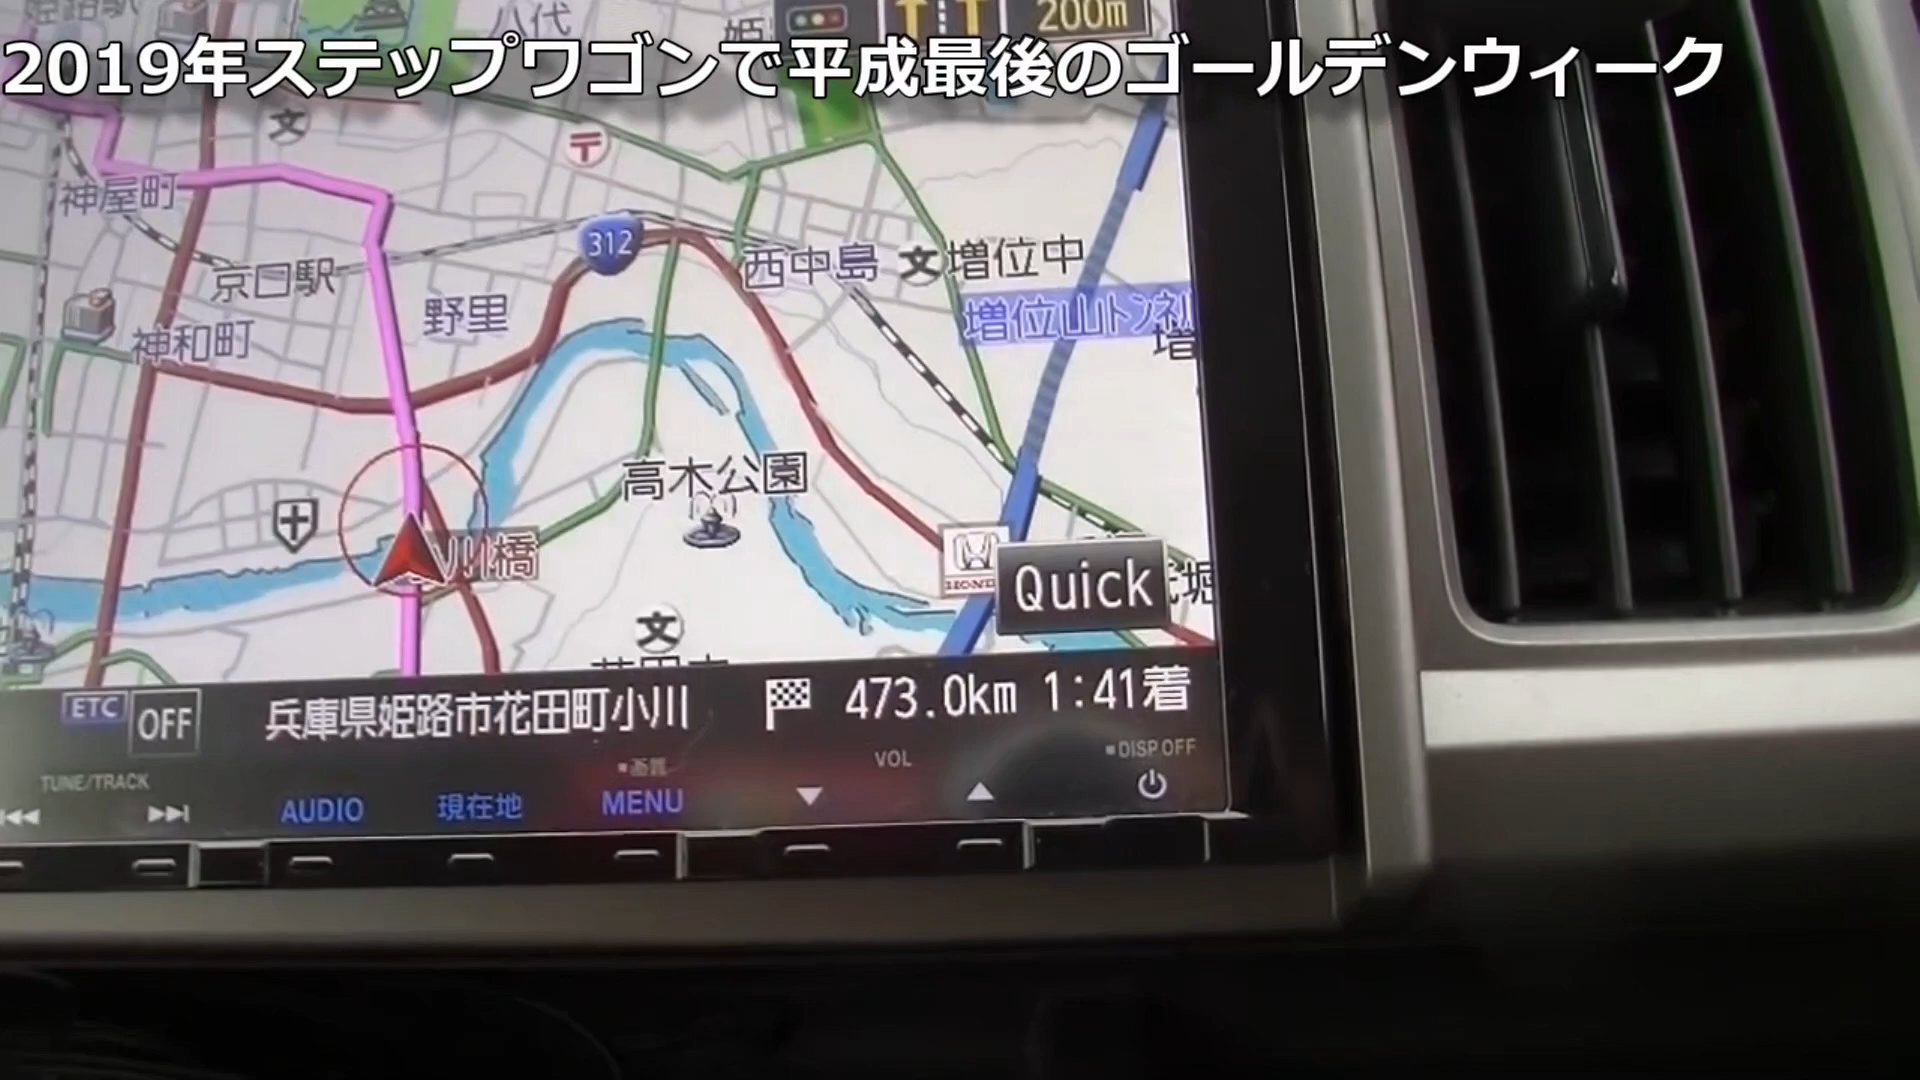 八代
200m
2019年ステップワゴンで平成最後のゴールデンウィーク
文
〒
神屋町
312
京口駅
西中島
文 増位中
野里
増位山トンネル
神和町
高木公園
川橋
HONDA
Quick
文
ETC OFF
兵庫県姫路市花田町小川
473.0km 1:41着
TUNE/TRACK
画質
VOL
DISP OFF
AUDIO
現在地
MENU